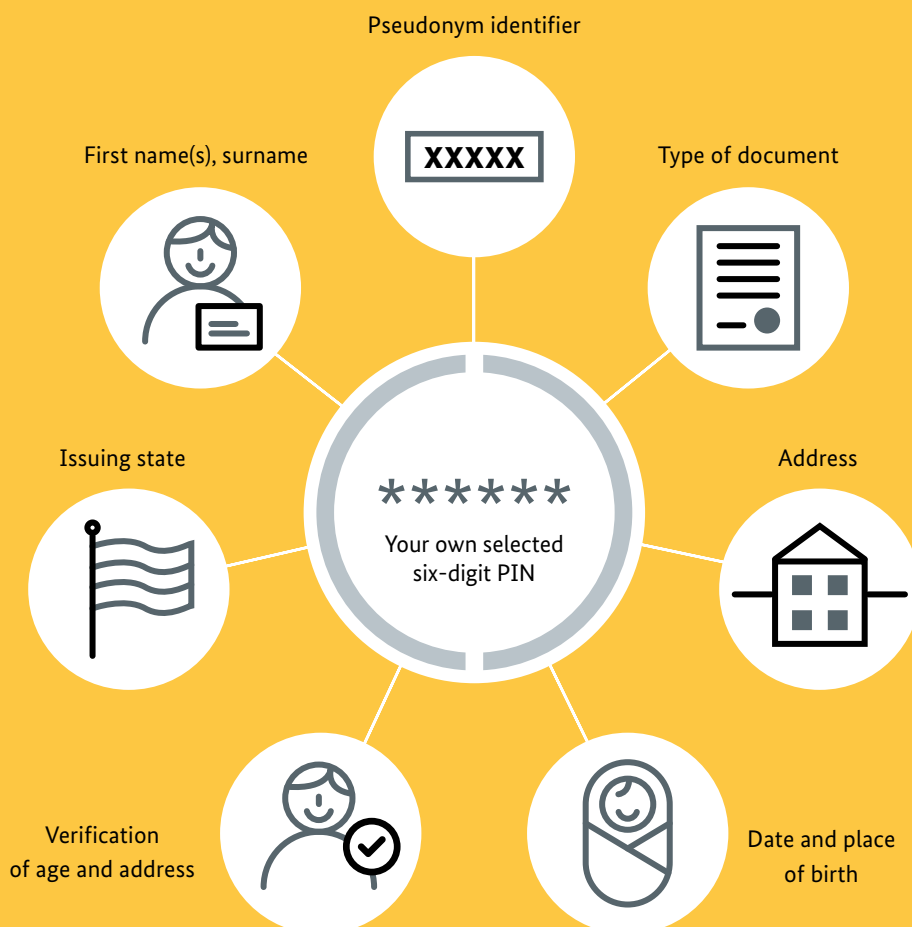 Pseudonym identifier
XXXXX
First name(s), surname
Type of document
Issuing state
Address
******
Your own selected
six-digit PIN
Verification
of age and address
Date and place
of birth